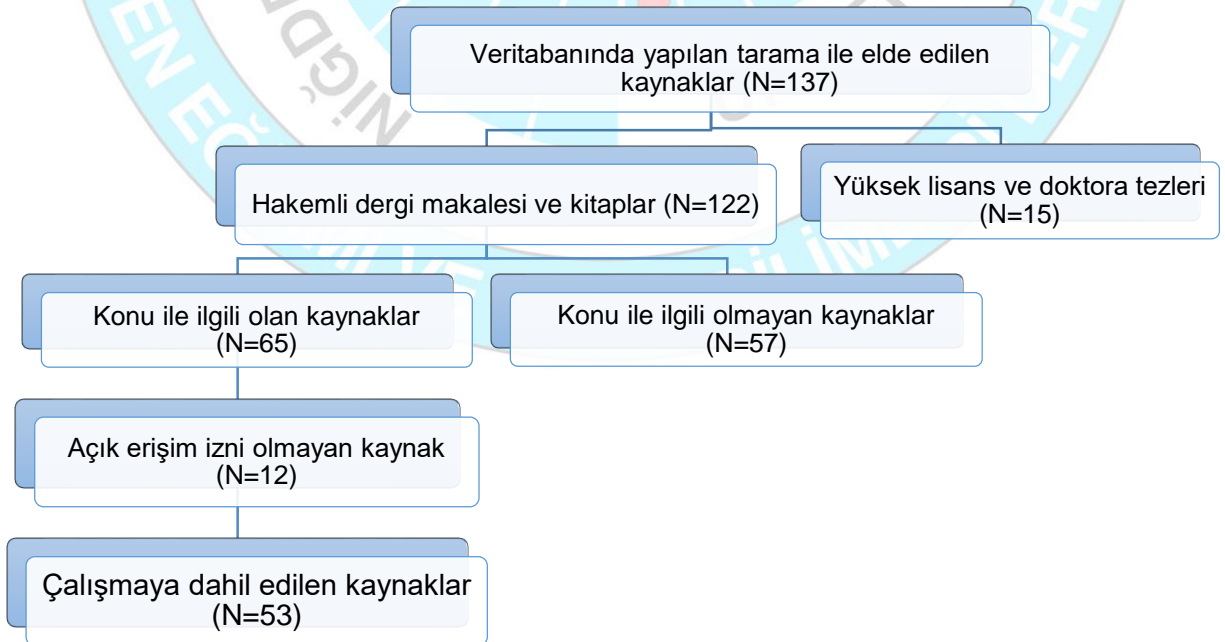 Veritabanında yapılan tarama ile elde edilen
kaynaklar (N=137)
Hakemli dergi makalesi ve kitaplar (N=122)
Yüksek lisans ve doktora tezleri
(N=15)
Konu ile ilgili olan kaynaklar
(N=65)
Konu ile ilgili olmayan kaynaklar
(N=57)
Açık erişim izni olmayan kaynak
(N=12)
Çalışmaya dahil edilen kaynaklar
(N=53)